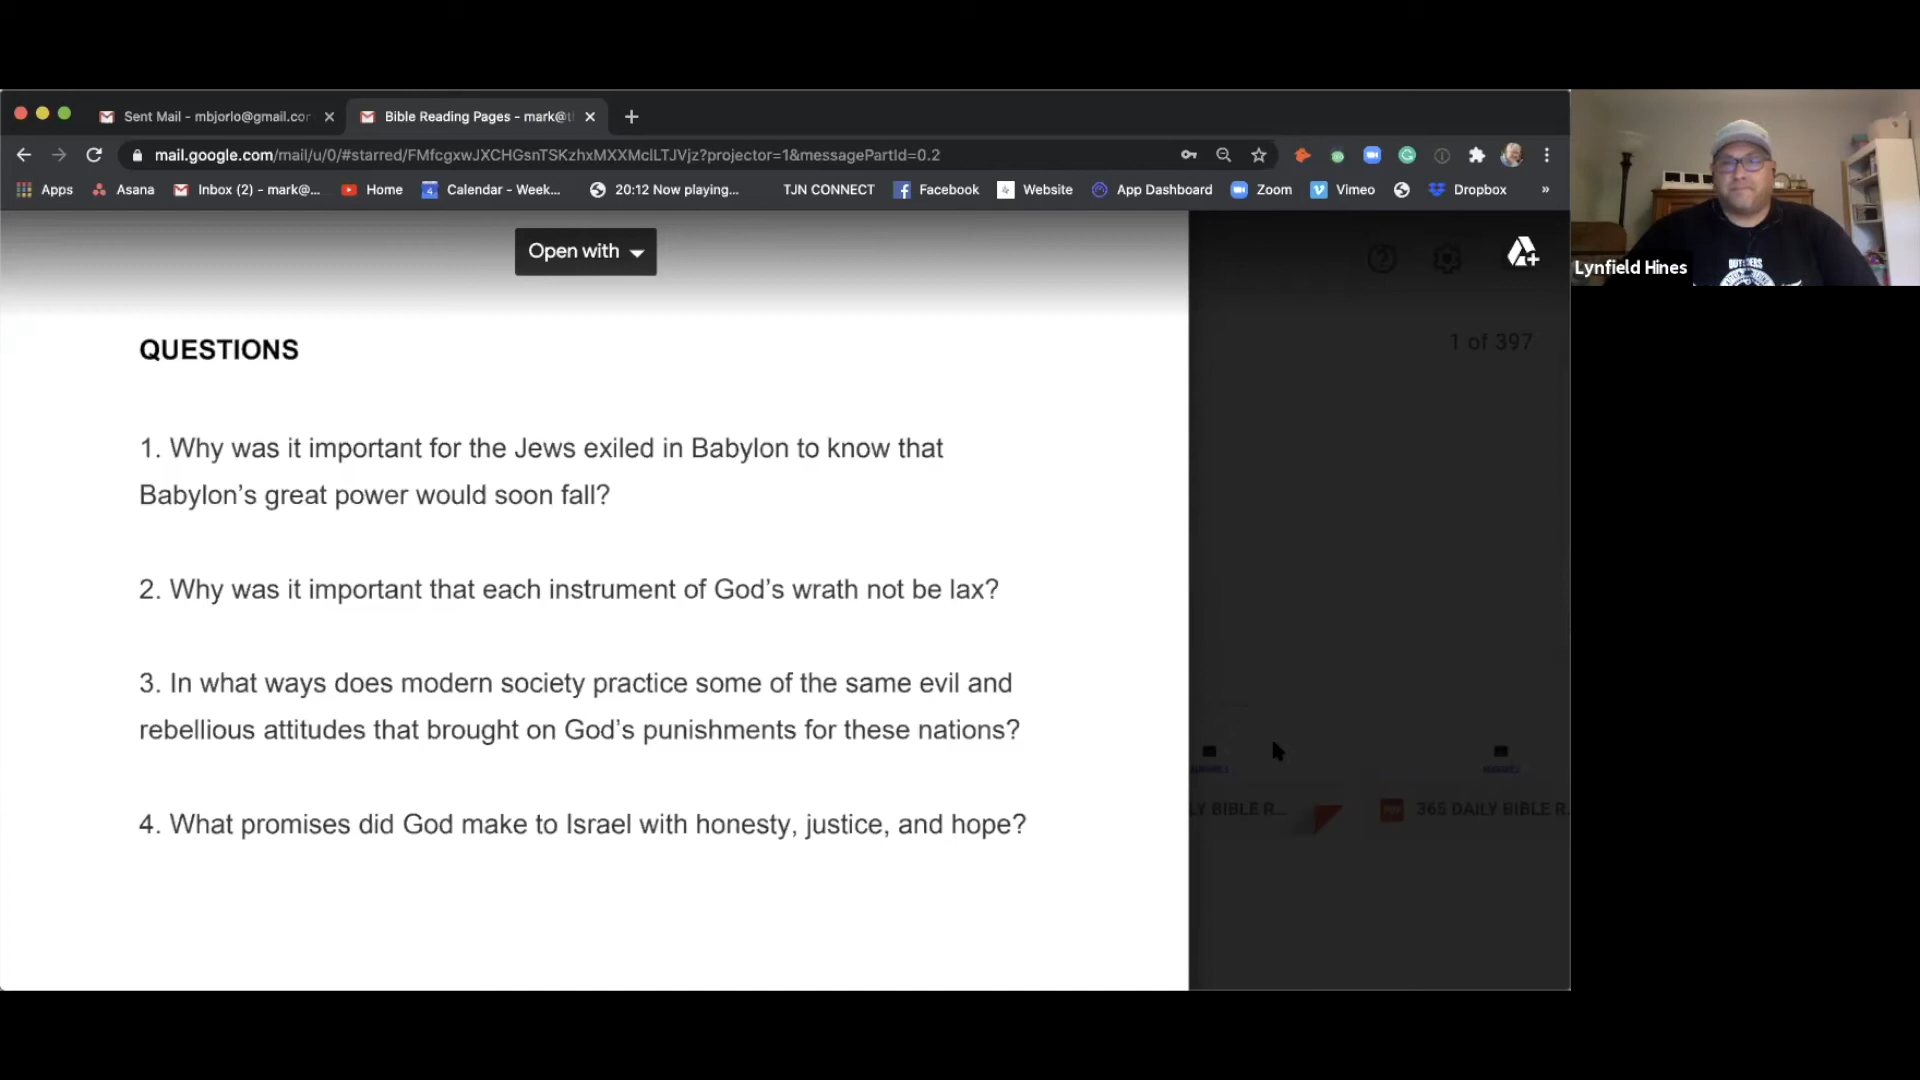 Sent Mail - mbjorlo@gmail.cor
Bible Reading Pages - mark@t
mail.google.com/mail/u/0/#starred/FMfcgxwJXCHGsnTSKzhxMXXMclLTJVjz?projector=1&messagePartId=0.2
Apps Asana Inbox (2) - mark@... Home Calendar - Week... 20:12 Now playing... TJN CONNECT Facebook Website App Dashboard Zoom Vimeo Dropbox »
Open with
Lynfield Hines
1 of 397
QUESTIONS
1. Why was it important for the Jews exiled in Babylon to know that
Babylon’s great power would soon fall?
2. Why was it important that each instrument of God’s wrath not be lax?
3. In what ways does modern society practice some of the same evil and
rebellious attitudes that brought on God’s punishments for these nations?
4. What promises did God make to Israel with honesty, justice, and hope?
LY BIBLE R...
365 DAILY BIBLE R